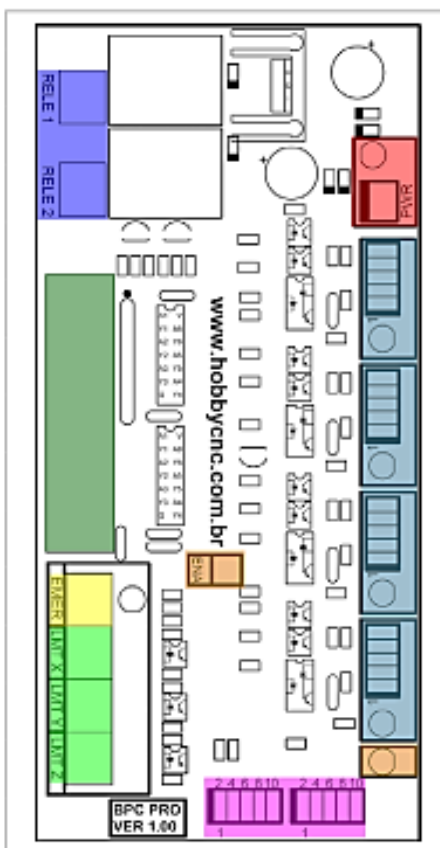 RELE 1
RELE 2
PWR
www.hobbycnc.com.br
ENA
EMER
LMT X
LMT Y
LMT Z
2 4 6 8 10
2 4 6 8 10
1
1
BPC PRO
VER 1.00